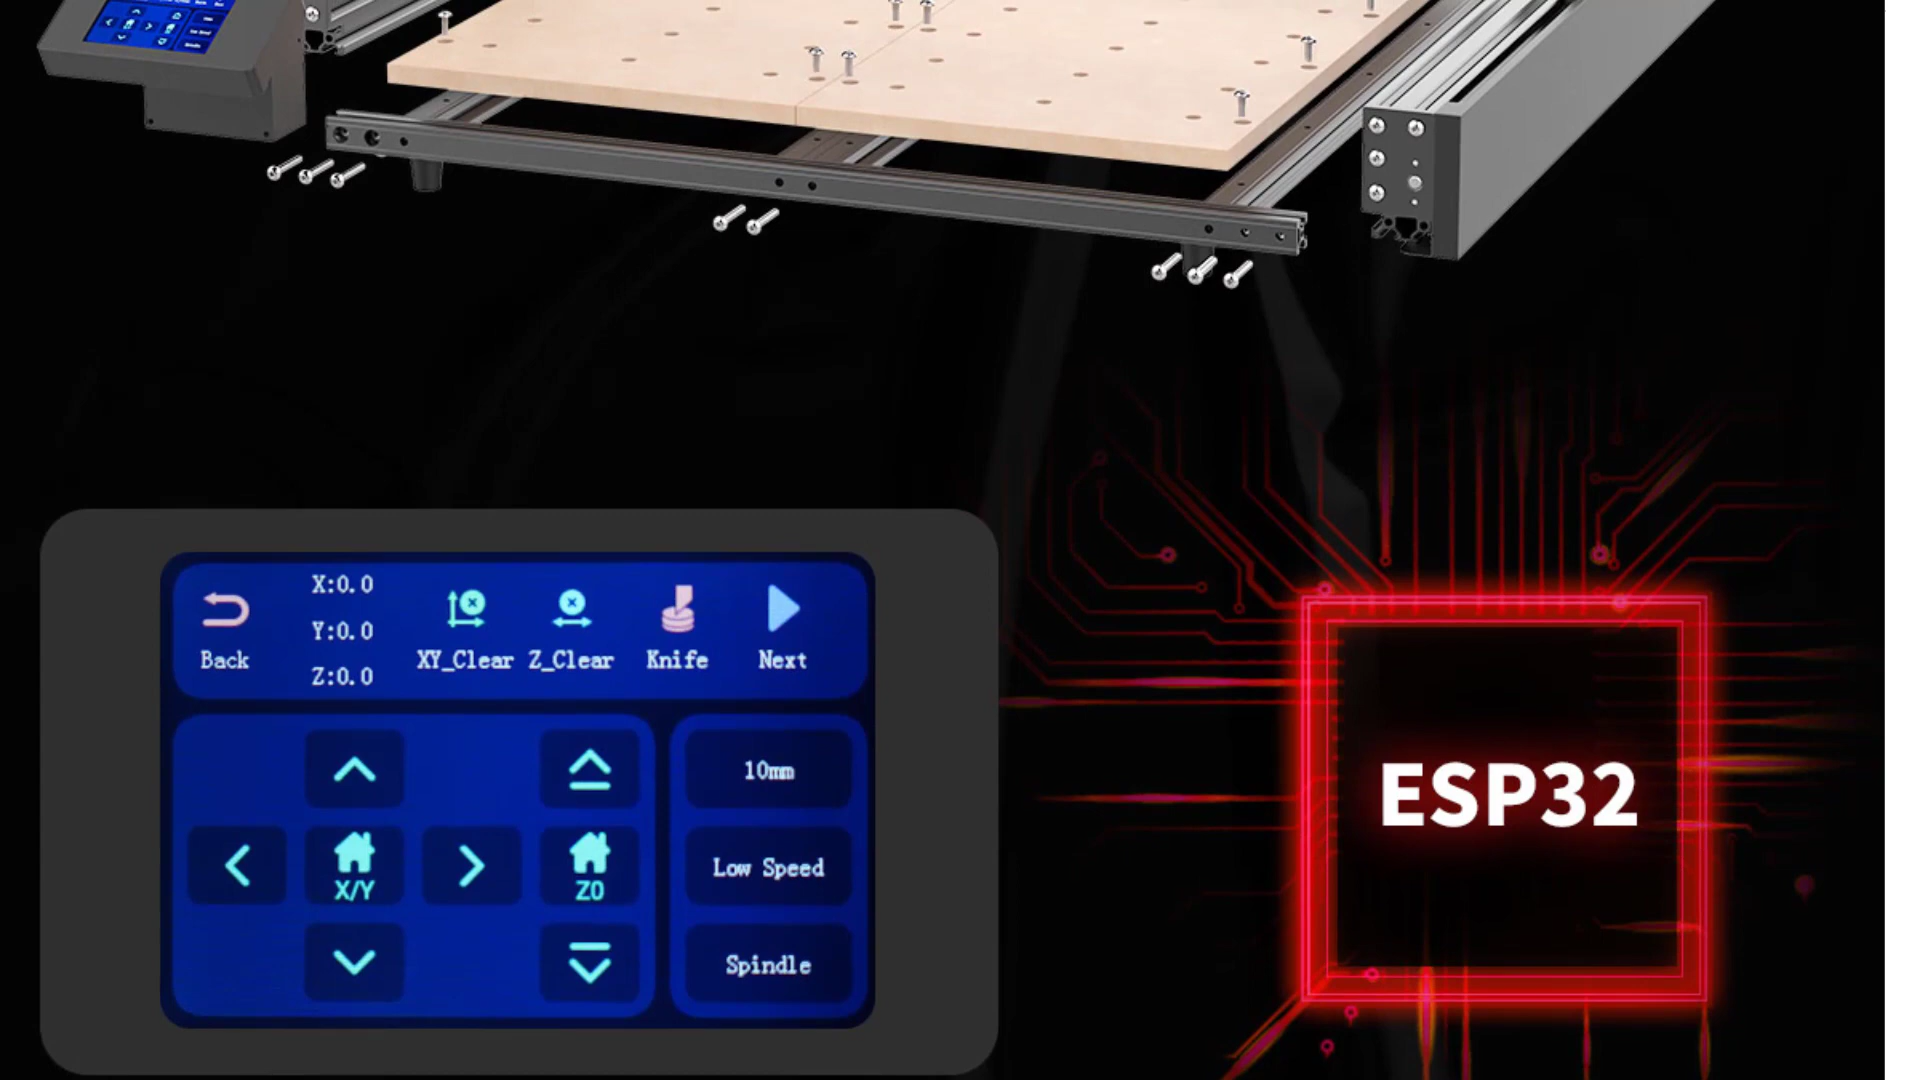 X:0.0
Y:0.0
Z:0.0
Back
XY_Clear
Z_Clear
Knife
Next
10mm
X/Y
Z0
Low Speed
Spindle
ESP32